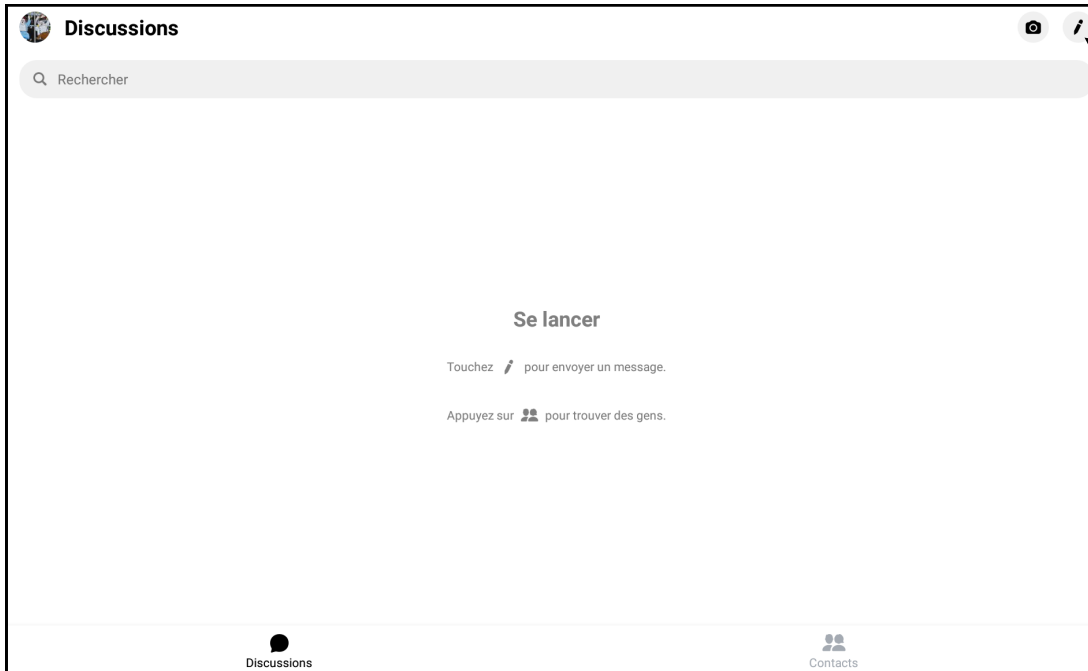 Discussions
Rechercher
Se lancer
Touchez pour envoyer un message.
Appuyez sur pour trouver des gens.
Discussions
Contacts